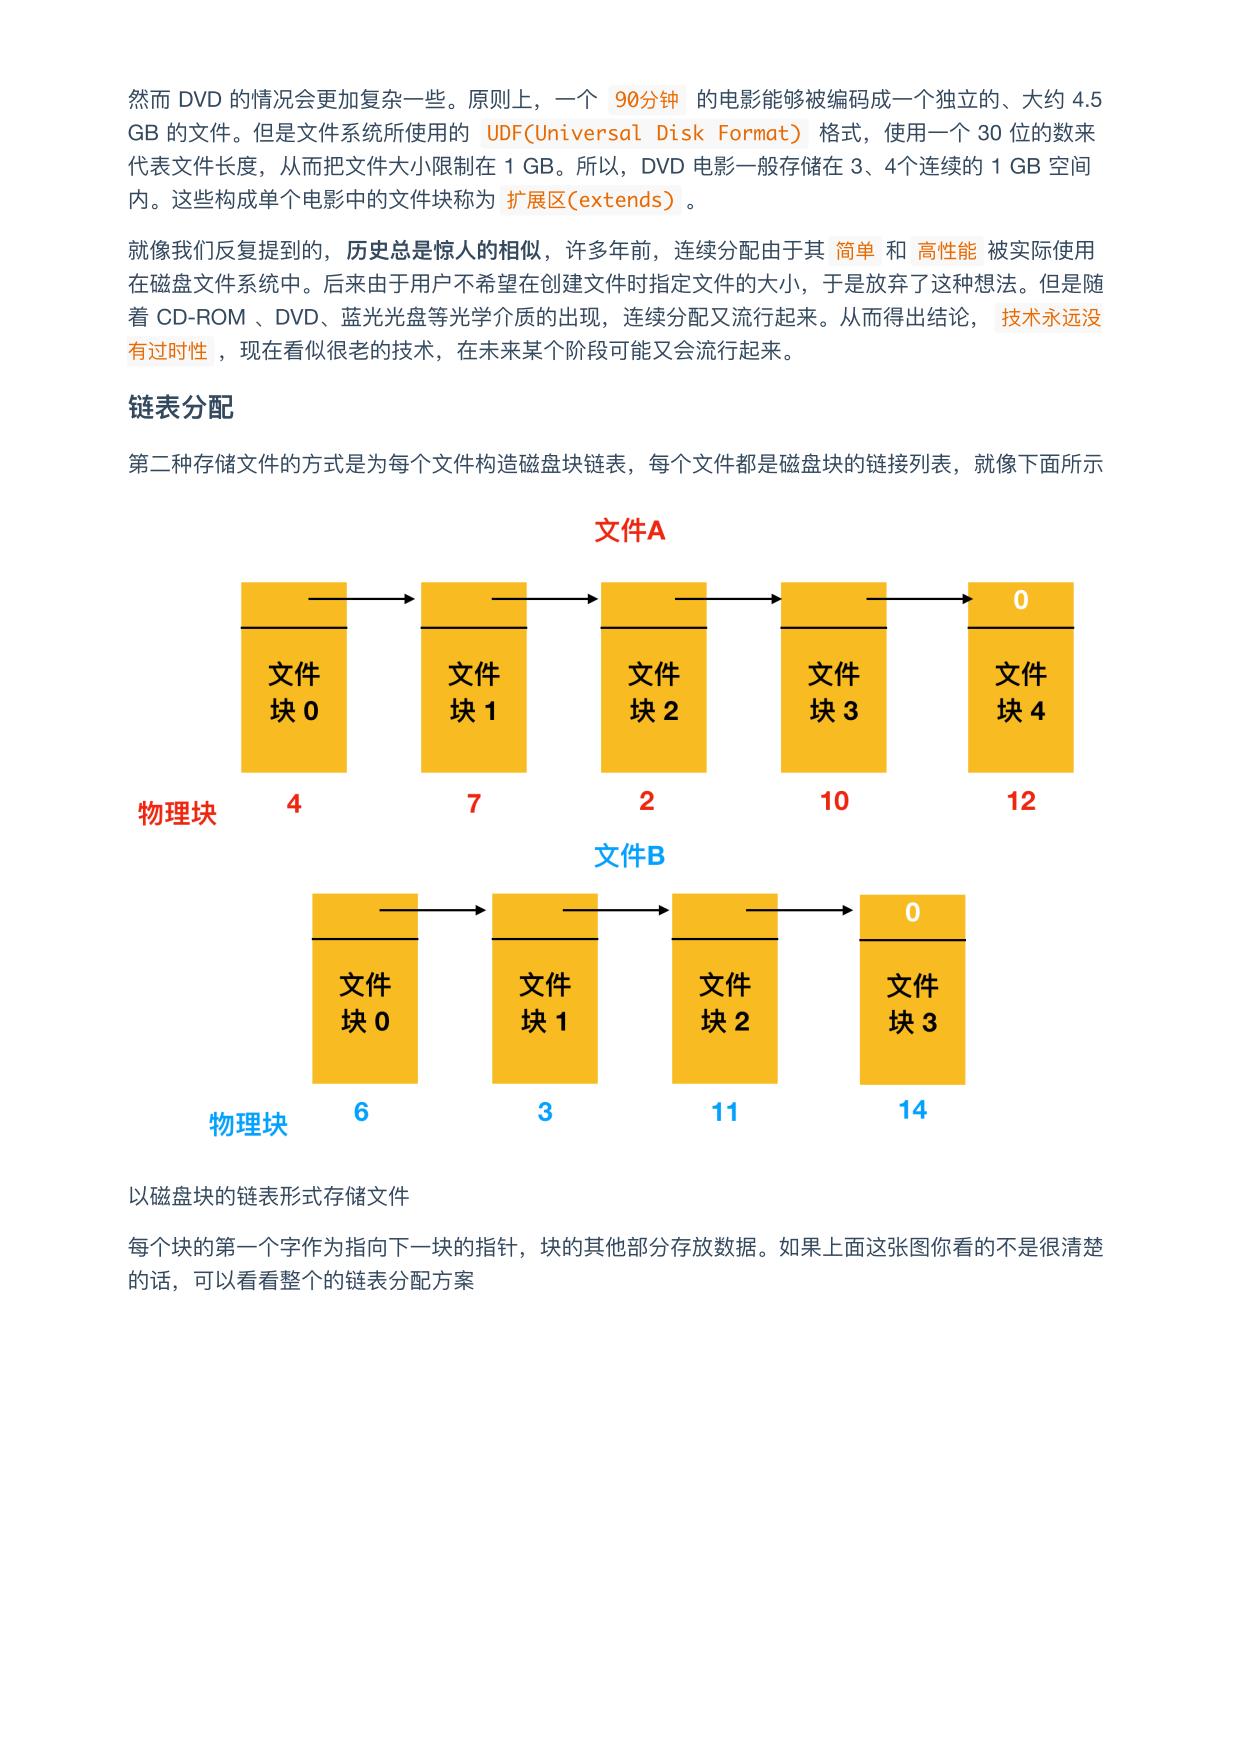 然而 DVD 的情况会更加复杂一些。原则上，一个 90分钟 的电影能够被编码成一个独立的、大约 4.5
GB 的文件。但是文件系统所使用的 UDF(Universal Disk Format) 格式，使用一个 30 位的数来
代表文件长度，从而把文件大小限制在 1 GB。所以，DVD 电影一般存储在 3、4个连续的 1 GB 空间
内。这些构成单个电影中的文件块称为 扩展区(extends) 。
就像我们反复提到的，历史总是惊人的相似，许多年前，连续分配由于其 简单 和 高性能 被实际使用
在磁盘文件系统中。后来由于用户不希望在创建文件时指定文件的大小，于是放弃了这种想法。但是随
着 CD-ROM 、DVD、蓝光光盘等光学介质的出现，连续分配又流行起来。从而得出结论， 技术永远没
有过时性 ，现在看似很老的技术，在未来某个阶段可能又会流行起来。
链表分配
第二种存储文件的方式是为每个文件构造磁盘块链表，每个文件都是磁盘块的链接列表，就像下面所示
文件A
0
文件 文件 文件 文件 文件
块 0 块 1 块 2 块 3 块 4
物理块 4 7 2 10 12
文件B
0
文件 文件 文件 文件
块 0 块 1 块 2 块 3
物理块 6 3 11 14
以磁盘块的链表形式存储文件
每个块的第一个字作为指向下一块的指针，块的其他部分存放数据。如果上面这张图你看的不是很清楚
的话，可以看看整个的链表分配方案